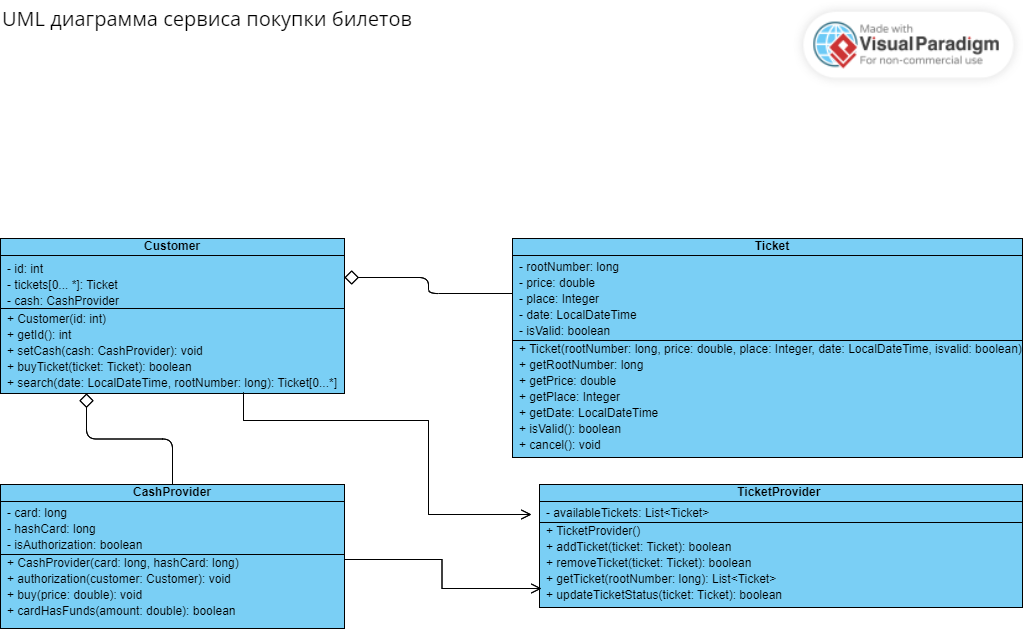 UML диаграмма сервиса покупки билетов
Made with
VisualParadigm
For non-commercial use
Customer
- id: int
- tickets[0... *]: Ticket
- cash: CashProvider
+ Customer(id: int)
+ getId(): int
+ setCash(cash: CashProvider): void
+ buyTicket(ticket: Ticket): boolean
+ search(date: LocalDateTime, rootNumber: long): Ticket[0...*]
Ticket
- rootNumber: long
- price: double
- place: Integer
- date: LocalDateTime
- isValid: boolean
+ Ticket(rootNumber: long, price: double, place: Integer, date: LocalDateTime, isvalid: boolean)
+ getRootNumber: long
+ getPrice: double
+ getPlace: Integer
+ getDate: LocalDateTime
+ isValid(): boolean
+ cancel(): void
CashProvider
- card: long
- hashCard: long
- isAuthorization: boolean
+ CashProvider(card: long, hashCard: long)
+ authorization(customer: Customer): void
+ buy(price: double): void
+ cardHasFunds(amount: double): boolean
TicketProvider
- availableTickets: List<Ticket>
+ TicketProvider()
+ addTicket(ticket: Ticket): boolean
+ removeTicket(ticket: Ticket): boolean
+ getTicket(rootNumber: long): List<Ticket>
+ updateTicketStatus(ticket: Ticket): boolean